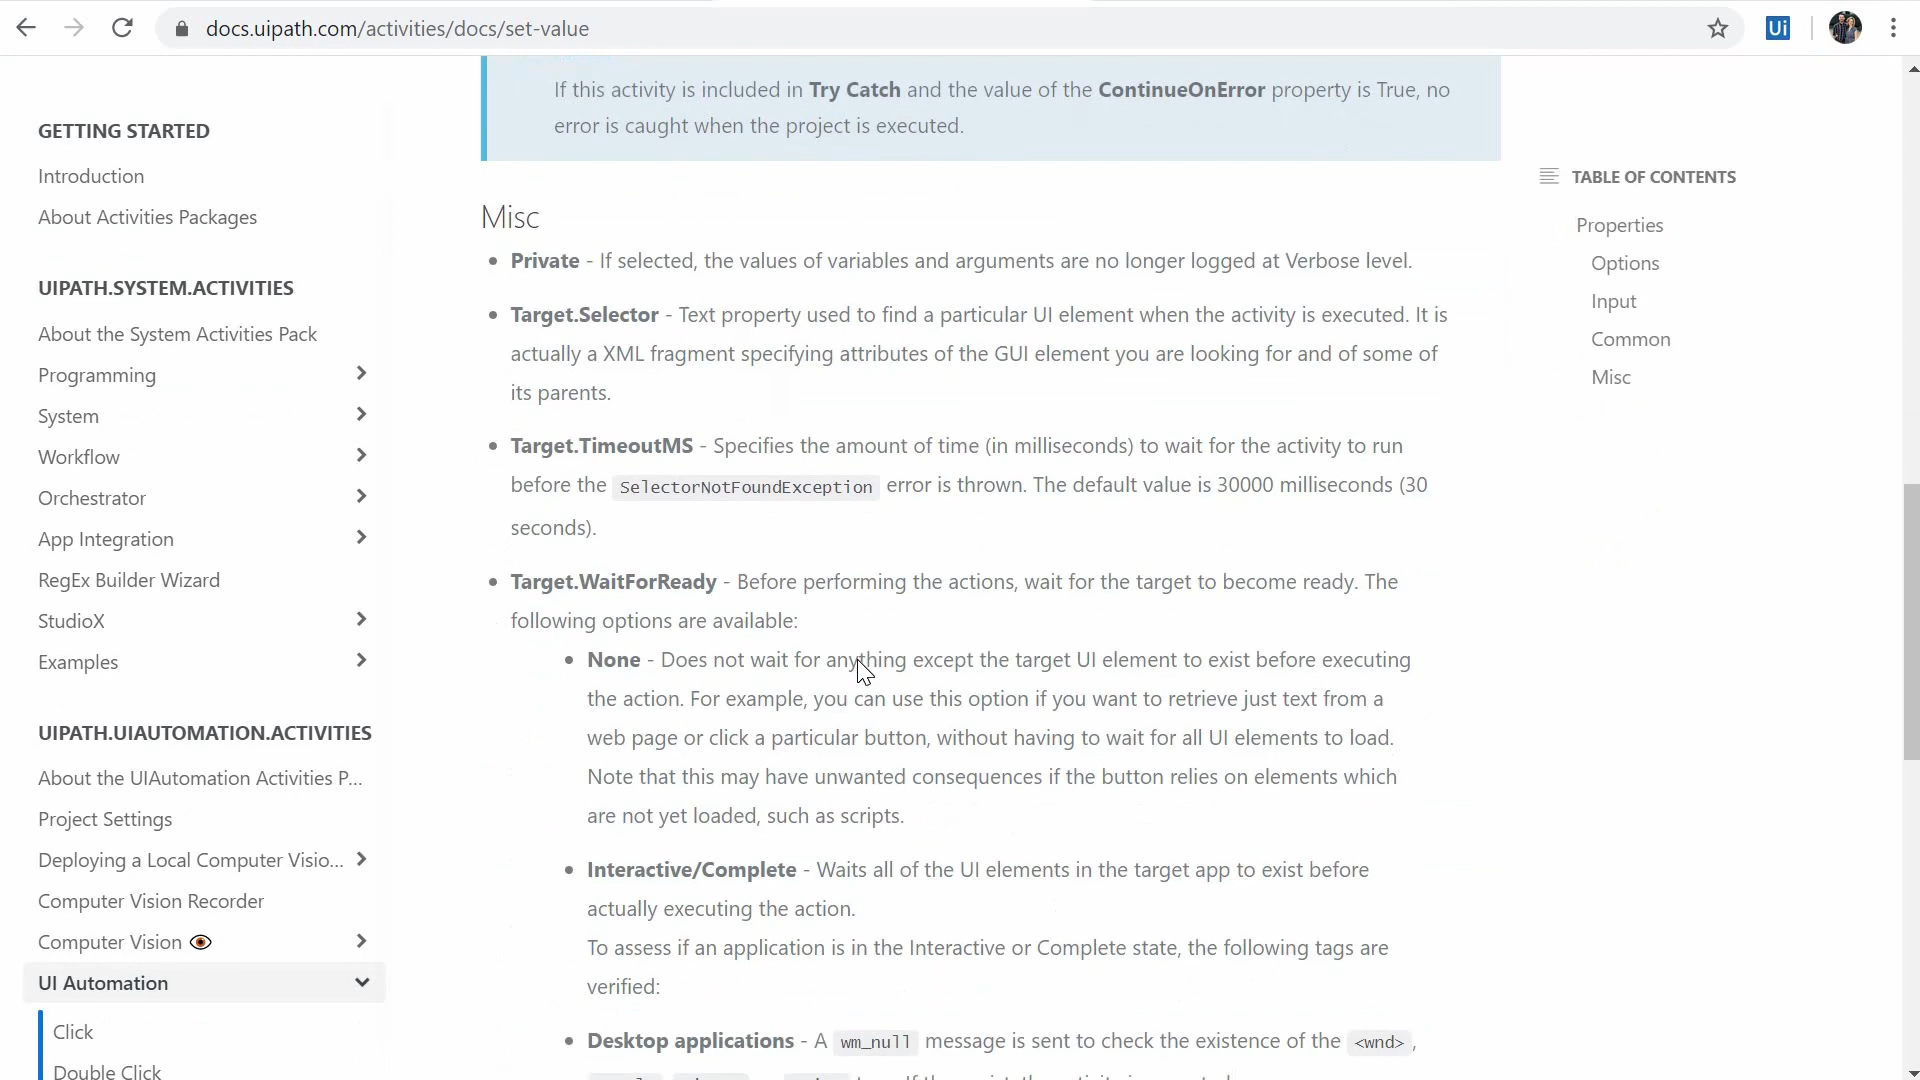 docs.uipath.com/activities/docs/set-value
Ui
GETTING STARTED
Introduction
About Activities Packages
UIPATH.SYSTEM.ACTIVITIES
About the System Activities Pack
Programming
System
Workflow
Orchestrator
App Integration
RegEx Builder Wizard
StudioX
Examples
UIPATH.UIAUTOMATION.ACTIVITIES
About the UIAutomation Activities P...
Project Settings
Deploying a Local Computer Visio...
Computer Vision Recorder
Computer Vision
UI Automation
Click
Double Click
If this activity is included in Try Catch and the value of the ContinueOnError property is True, no
error is caught when the project is executed.
Misc
• Private - If selected, the values of variables and arguments are no longer logged at Verbose level.
• Target.Selector - Text property used to find a particular UI element when the activity is executed. It is
actually a XML fragment specifying attributes of the GUI element you are looking for and of some of
its parents.
• Target.TimeoutMS - Specifies the amount of time (in milliseconds) to wait for the activity to run
before the SelectorNotFoundException error is thrown. The default value is 30000 milliseconds (30
seconds).
• Target.WaitForReady - Before performing the actions, wait for the target to become ready. The
following options are available:
• None - Does not wait for anything except the target UI element to exist before executing
the action. For example, you can use this option if you want to retrieve just text from a
web page or click a particular button, without having to wait for all UI elements to load.
Note that this may have unwanted consequences if the button relies on elements which
are not yet loaded, such as scripts.
• Interactive/Complete - Waits all of the UI elements in the target app to exist before
actually executing the action.
To assess if an application is in the Interactive or Complete state, the following tags are
verified:
• Desktop applications - A wm_null message is sent to check the existence of the <wnd>,
TABLE OF CONTENTS
Properties
Options
Input
Common
Misc